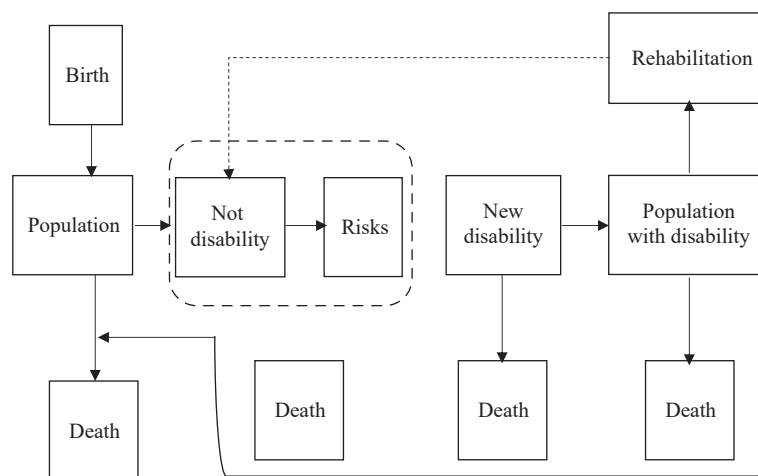 Birth
Rehabilitation
Population
Not
disability
Risks
New
disability
Population
with disability
Death
Death
Death
Death